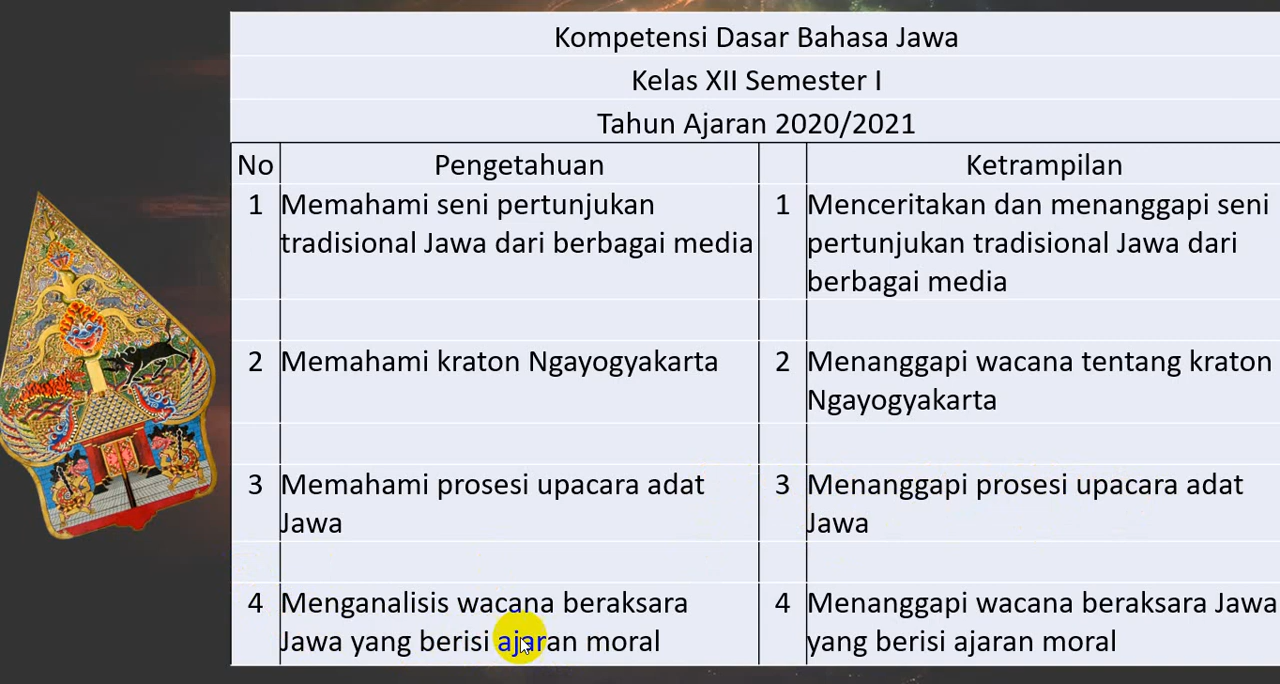 Kompetensi Dasar Bahasa Jawa
Kelas XII Semester I
Tahun Ajaran 2020/2021
No Pengetahuan Ketrampilan
1 Memahami seni pertunjukan
tradisional Jawa dari berbagai media
1 Menceritakan dan menanggapi seni
pertunjukan tradisional Jawa dari
berbagai media
2 Memahami kraton Ngayogyakarta
2 Menanggapi wacana tentang kraton
Ngayogyakarta
3 Memahami prosesi upacara adat
Jawa
3 Menanggapi prosesi upacara adat
Jawa
4 Menganalisis wacana beraksara
Jawa yang berisi ajaran moral
4 Menanggapi wacana beraksara Jawa
yang berisi ajaran moral